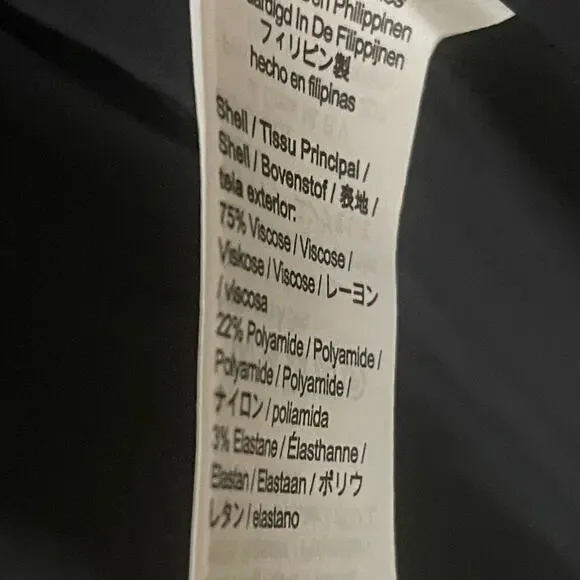 Philippinen
In De Filippijnen
フィリピン製
hecho en filipinas
Shell / Tissu Principal /
Shell / Bovenstof / 表地 /
tela exterior:
75% Viscose / Viscose /
Viskose / Viscose / レーヨン
/ viscosa
22% Polyamide / Polyamide /
Polyamide / Polyamide /
ナイロン / poliamida
3% Elastane / Élasthanne /
Elastan / Elastaan / ポリウ
レタン / elastano